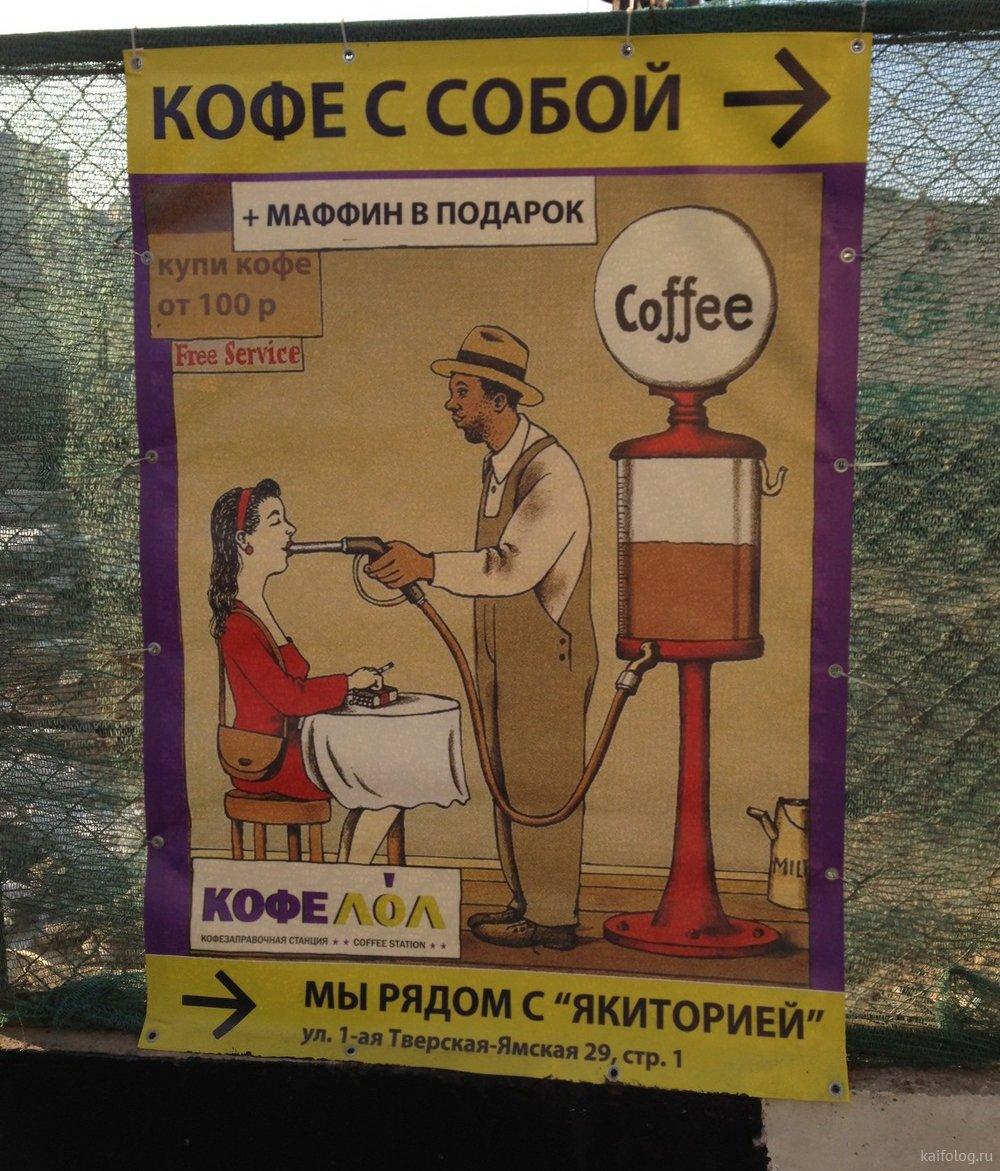 КОФЕ С СОБОЙ
+ МАФФИН В ПОДАРОК
купи кофе
от 100 р
Free Service
Coffee
MIL
КОФЕ ЛОЛ
КОФЕЗАПРАВОЧНАЯ СТАНЦИЯ ★ ★ COFFEE STATION ★ ★
МЫ РЯДОМ С “ЯКИТОРИЕЙ”
ул. 1-ая Тверская-Ямская 29, стр. 1
kaifolog.ru